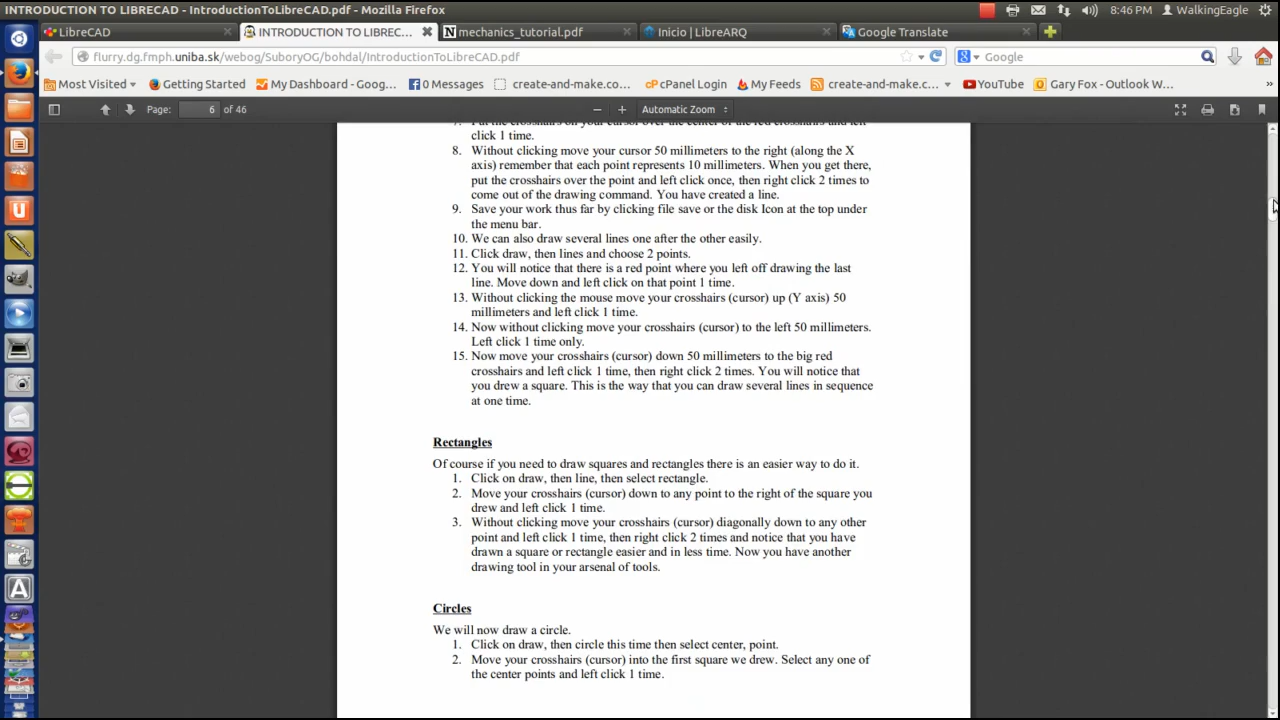 INTRODUCTION TO LIBRECAD - IntroductionToLibreCAD.pdf - Mozilla Firefox
8:46 PM
WalkingEagle
LibreCAD
INTRODUCTION TO LIBREC...
mechanics_tutorial.pdf
Inicio | LibreARQ
Google Translate
flurry.dg.fmph.uniba.sk/webog/SuboryOG/bohdal/IntroductionToLibreCAD.pdf
Google
Most Visited
Getting Started
My Dashboard - Goog...
0 Messages
create-and-make.co...
cPanel Login
My Feeds
create-and-make.c...
YouTube
Gary Fox - Outlook W...
Page: 6 of 46
Automatic Zoom
7. Put the crosshairs on your cursor over the center of the red crosshairs and left
click 1 time.
8. Without clicking move your cursor 50 millimeters to the right (along the X
axis) remember that each point represents 10 millimeters. When you get there,
put the crosshairs over the point and left click once, then right click 2 times to
come out of the drawing command. You have created a line.
9. Save your work thus far by clicking file save or the disk Icon at the top under
the menu bar.
10. We can also draw several lines one after the other easily.
11. Click draw, then lines and choose 2 points.
12. You will notice that there is a red point where you left off drawing the last
line. Move down and left click on that point 1 time.
13. Without clicking the mouse move your crosshairs (cursor) up (Y axis) 50
millimeters and left click 1 time.
14. Now without clicking move your crosshairs (cursor) to the left 50 millimeters.
Left click 1 time only.
15. Now move your crosshairs (cursor) down 50 millimeters to the big red
crosshairs and left click 1 time, then right click 2 times. You will notice that
you drew a square. This is the way that you can draw several lines in sequence
at one time.
Rectangles
Of course if you need to draw squares and rectangles there is an easier way to do it.
1. Click on draw, then line, then select rectangle.
2. Move your crosshairs (cursor) down to any point to the right of the square you
drew and left click 1 time.
3. Without clicking move your crosshairs (cursor) diagonally down to any other
point and left click 1 time, then right click 2 times and notice that you have
drawn a square or rectangle easier and in less time. Now you have another
drawing tool in your arsenal of tools.
Circles
We will now draw a circle.
1. Click on draw, then circle this time then select center, point.
2. Move your crosshairs (cursor) into the first square we drew. Select any one of
the center points and left click 1 time.